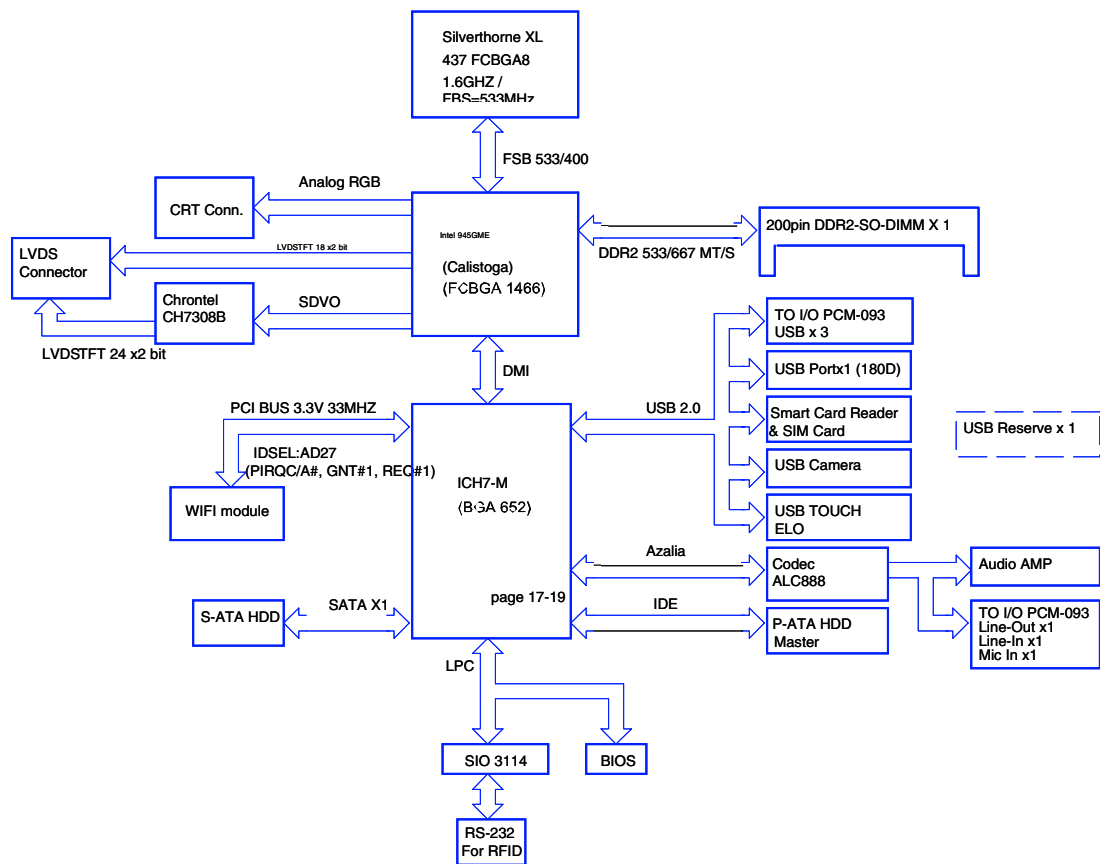 Silverthorne XL
437 FCBGA8
1.6GHZ /
FBS=533MHz
FSB 533/400
Analog RGB
CRT Conn.
Intel 945GME
(Calistoga)
(FCBGA 1466)
200pin DDR2-SO-DIMM X 1
DDR2 533/667 MT/S
LVDS
Connector
LVDSTFT 18 x2 bit
Chrontel
CH7308B
SDVO
LVDSTFT 24 x2 bit
DMI
TO I/O PCM-093
USB x 3
USB Portx1 (180D)
Smart Card Reader
& SIM Card
USB Camera
USB TOUCH
ELO
USB 2.0
USB Reserve x 1
PCI BUS 3.3V 33MHZ
IDSEL:AD27
(PIRQC/A#, GNT#1, REQ#1)
WIFI module
ICH7-M
(BGA 652)
page 17-19
Azalia
Codec
ALC888
Audio AMP
TO I/O PCM-093
Line-Out x1
Line-In x1
Mic In x1
S-ATA HDD
SATA X1
IDE
P-ATA HDD
Master
LPC
SIO 3114
BIOS
RS-232
For RFID